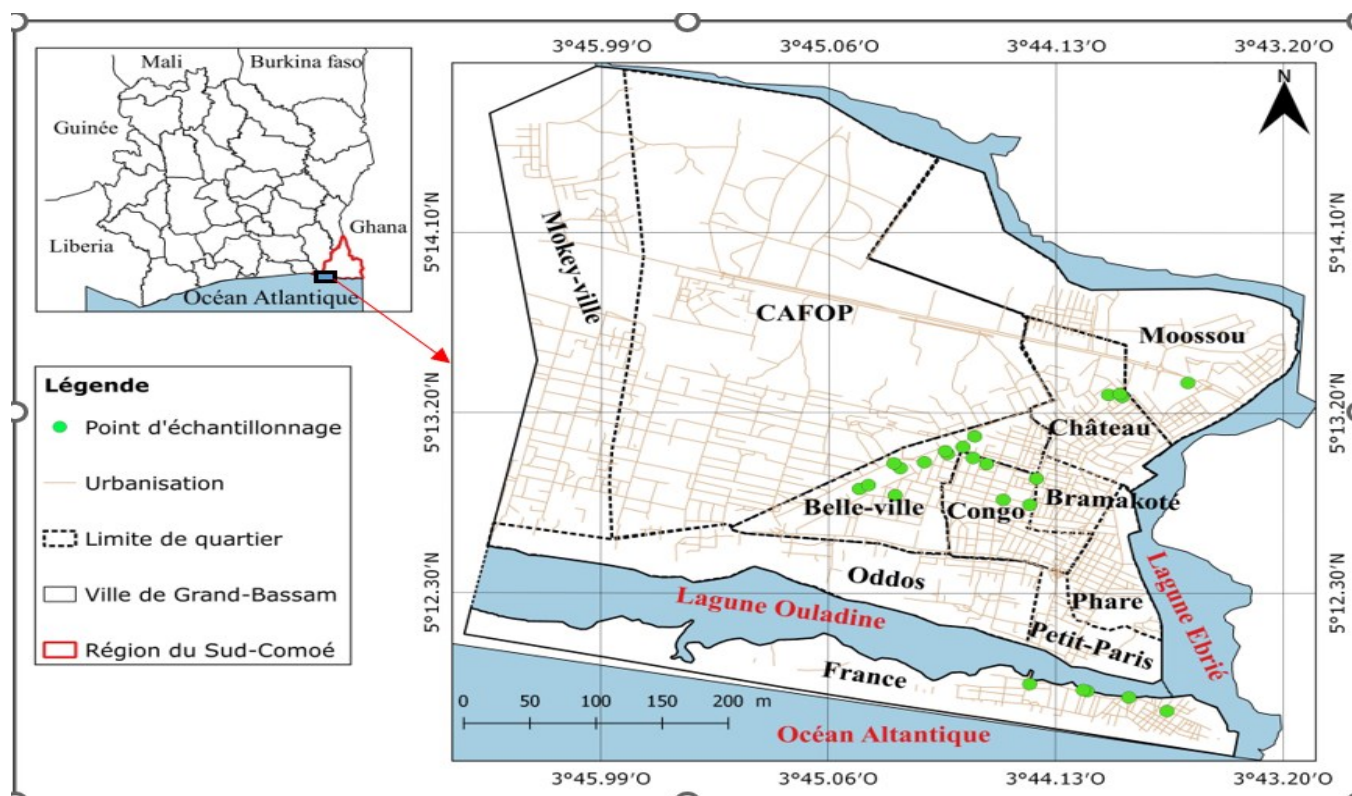 Mali
Burkina faso
Guinée
Ghana
Liberia
Océan Atlantique
Légende
Point d'échantillonnage
Urbanisation
Limite de quartier
Ville de Grand-Bassam
Région du Sud-Comoé
3°45.99′O
3°45.06′O
3°44.13′O
3°43.20′O
N
5°14.10′N
5°14.10′N
Mokey-ville
CAFOP
Moossou
5°13.20′N
5°13.20′N
Château
Belle-ville
Congo
Bramakoté
Oddos
5°12.30′N
5°12.30′N
Lagune Ouladine
Phare
Petit-Paris
Lagune Ebrié
France
0 50 100 150 200 m
Océan Altantique
3°45.99′O
3°45.06′O
3°44.13′O
3°43.20′O